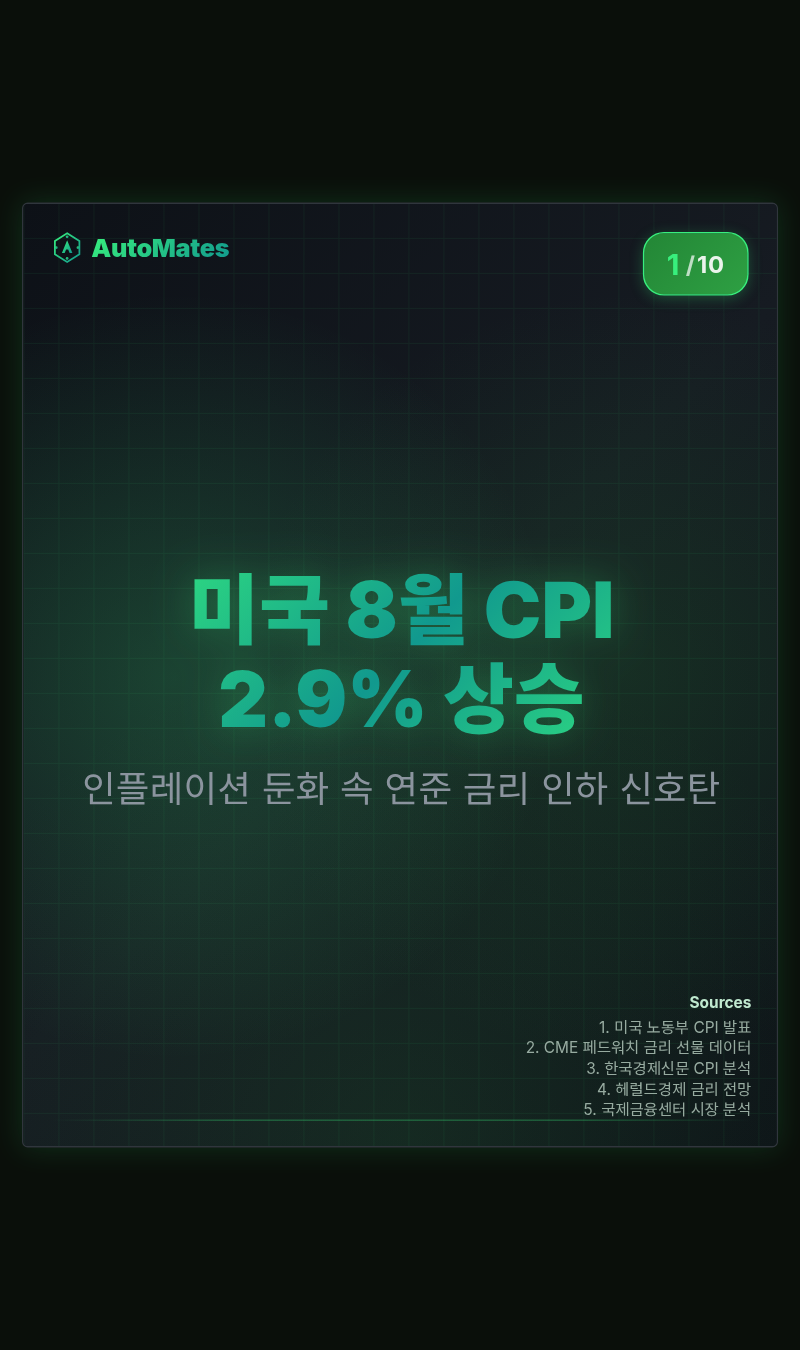 AutoMates
1/10
미국 8월 CPI
2.9% 상승
인플레이션 둔화 속 연준 금리 인하 신호탄
Sources
1. 미국 노동부 CPI 발표
2. CME 페드워치 금리 선물 데이터
3. 한국경제신문 CPI 분석
4. 헤럴드경제 금리 전망
5. 국제금융센터 시장 분석